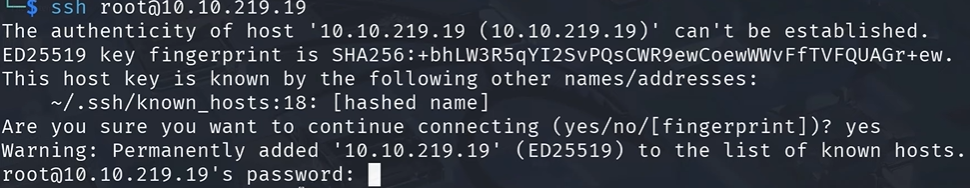 └─$ ssh root@10.10.219.19
The authenticity of host '10.10.219.19 (10.10.219.19)' can't be established.
ED25519 key fingerprint is SHA256:+bhLW3R5qYI2SvPQsCWR9ewCoewWWvFfTVFQUAGr+ew.
This host key is known by the following other names/addresses:
    ~/.ssh/known_hosts:18: [hashed name]
Are you sure you want to continue connecting (yes/no/[fingerprint])? yes
Warning: Permanently added '10.10.219.19' (ED25519) to the list of known hosts.
root@10.10.219.19's password: